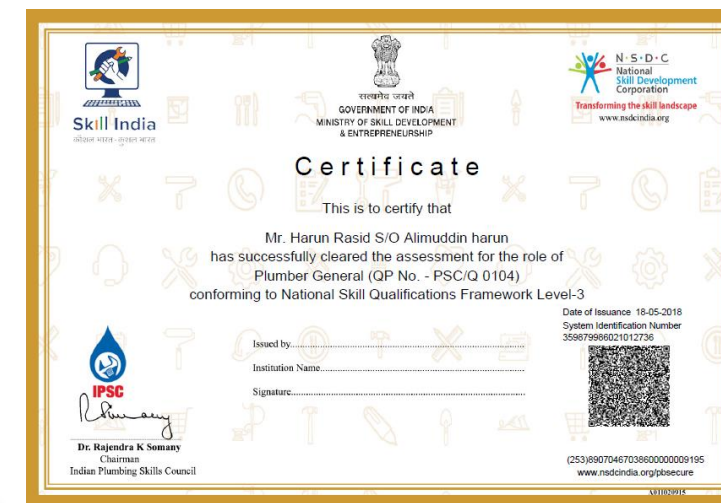 Skill India
कौशल भारत - कुशल भारत
सत्यमेव जयते
GOVERNMENT OF INDIA
MINISTRY OF SKILL DEVELOPMENT
& ENTREPRENEURSHIP
N·S·D·C
National
Skill Development
Corporation
Transforming the skill landscape
www.nsdcindia.org
Certificate
This is to certify that
Mr. Harun Rasid S/O Alimuddin harun
has successfully cleared the assessment for the role of
Plumber General (QP No. - PSC/Q 0104)
conforming to National Skill Qualifications Framework Level-3
Date of Issuance 18-05-2018
System Identification Number
359879986021012736
Issued by
Institution Name
Signature
IPSC
Dr. Rajendra K Somany
Chairman
Indian Plumbing Skills Council
(253)89070467038600000009195
www.nsdcindia.org/pbsecure
A011020915